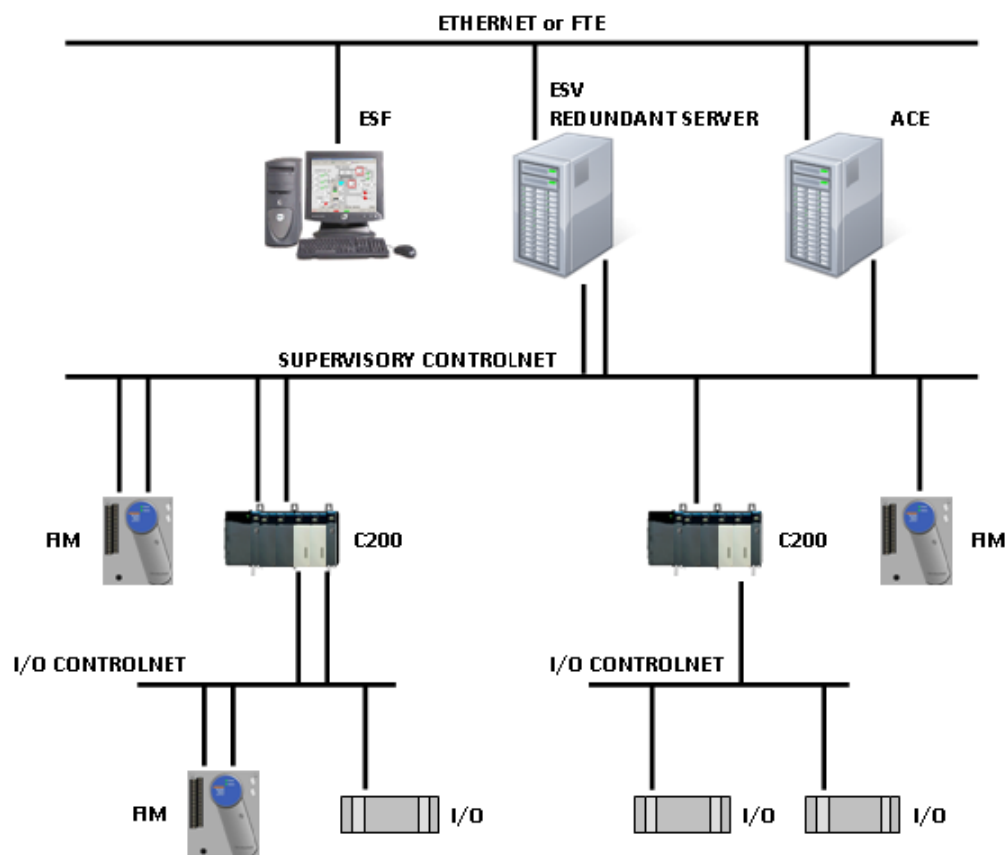 ETHERNET or FTE
ESV
ESF
REDUNDANT SERVER
ACE
SUPERVISORY CONTROLNET
FIM
C200
C200
FIM
I/O CONTROLNET
I/O CONTROLNET
FIM
I/O
I/O
I/O